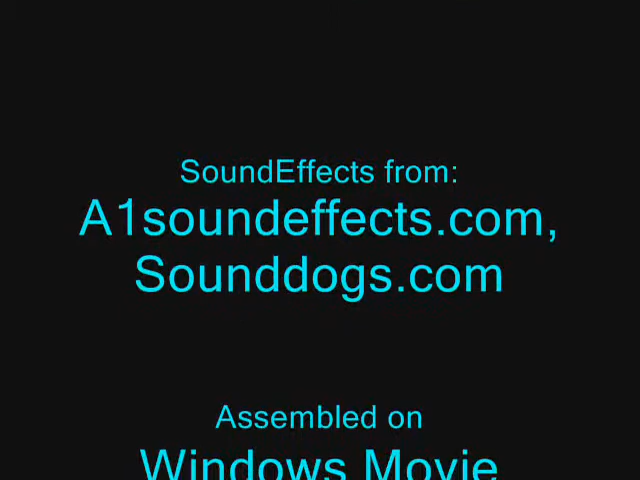 SoundEffects from:
A1soundeffects.com,
Sounddogs.com
Assembled on
Windows Movie